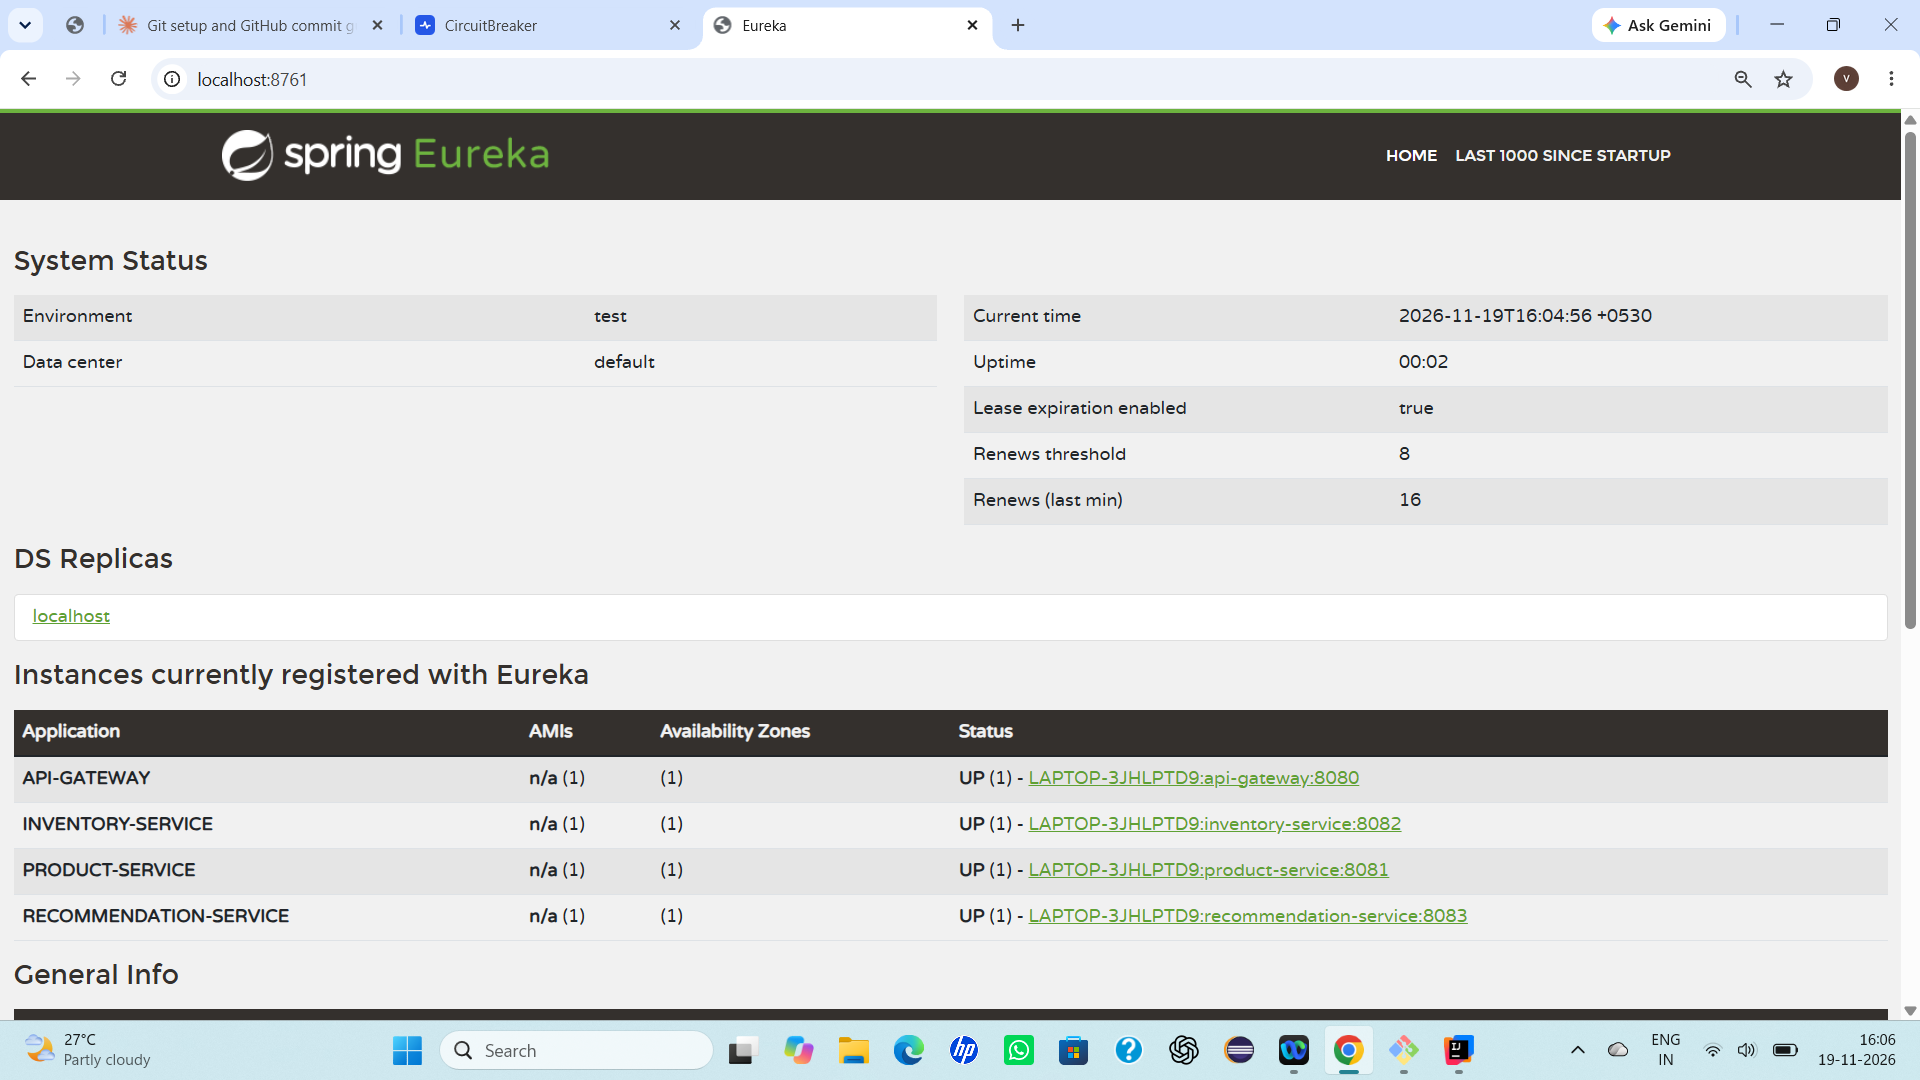 Git setup and GitHub commit g
CircuitBreaker
Eureka
Ask Gemini
localhost:8761
V
spring Eureka
HOME
LAST 1000 SINCE STARTUP
System Status
Environment test
Data center default
Current time 2026-11-19T16:04:56 +0530
Uptime 00:02
Lease expiration enabled true
Renews threshold 8
Renews (last min) 16
DS Replicas
localhost
Instances currently registered with Eureka
Application AMIs Availability Zones Status
API-GATEWAY n/a (1) (1) UP (1) - LAPTOP-3JHLPTD9:api-gateway:8080
INVENTORY-SERVICE n/a (1) (1) UP (1) - LAPTOP-3JHLPTD9:inventory-service:8082
PRODUCT-SERVICE n/a (1) (1) UP (1) - LAPTOP-3JHLPTD9:product-service:8081
RECOMMENDATION-SERVICE n/a (1) (1) UP (1) - LAPTOP-3JHLPTD9:recommendation-service:8083
General Info
27°C
Partly cloudy
Search
hp
IJ
ENG
IN
16:06
19-11-2026